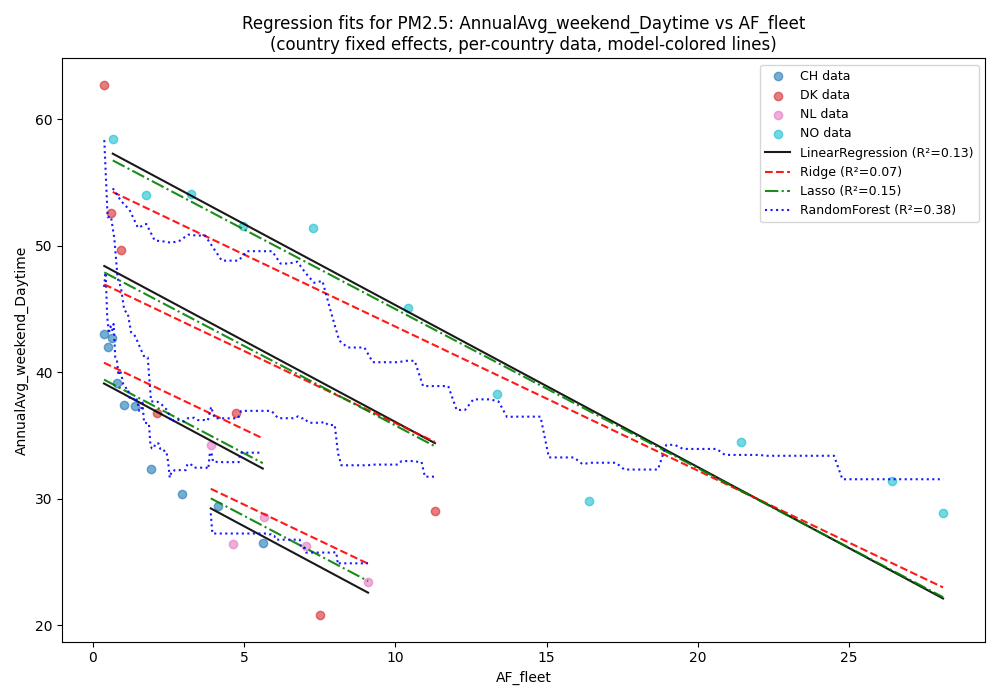 Regression fits for PM2.5: AnnualAvg_weekend_Daytime vs AF_fleet
(country fixed effects, per-country data, model-colored lines)
CH data
DK data
NL data
NO data
LinearRegression (R²=0.13)
Ridge (R²=0.07)
Lasso (R²=0.15)
RandomForest (R²=0.38)
AnnualAvg_weekend_Daytime
60
50
40
30
20
0 5 10 15 20 25
AF_fleet